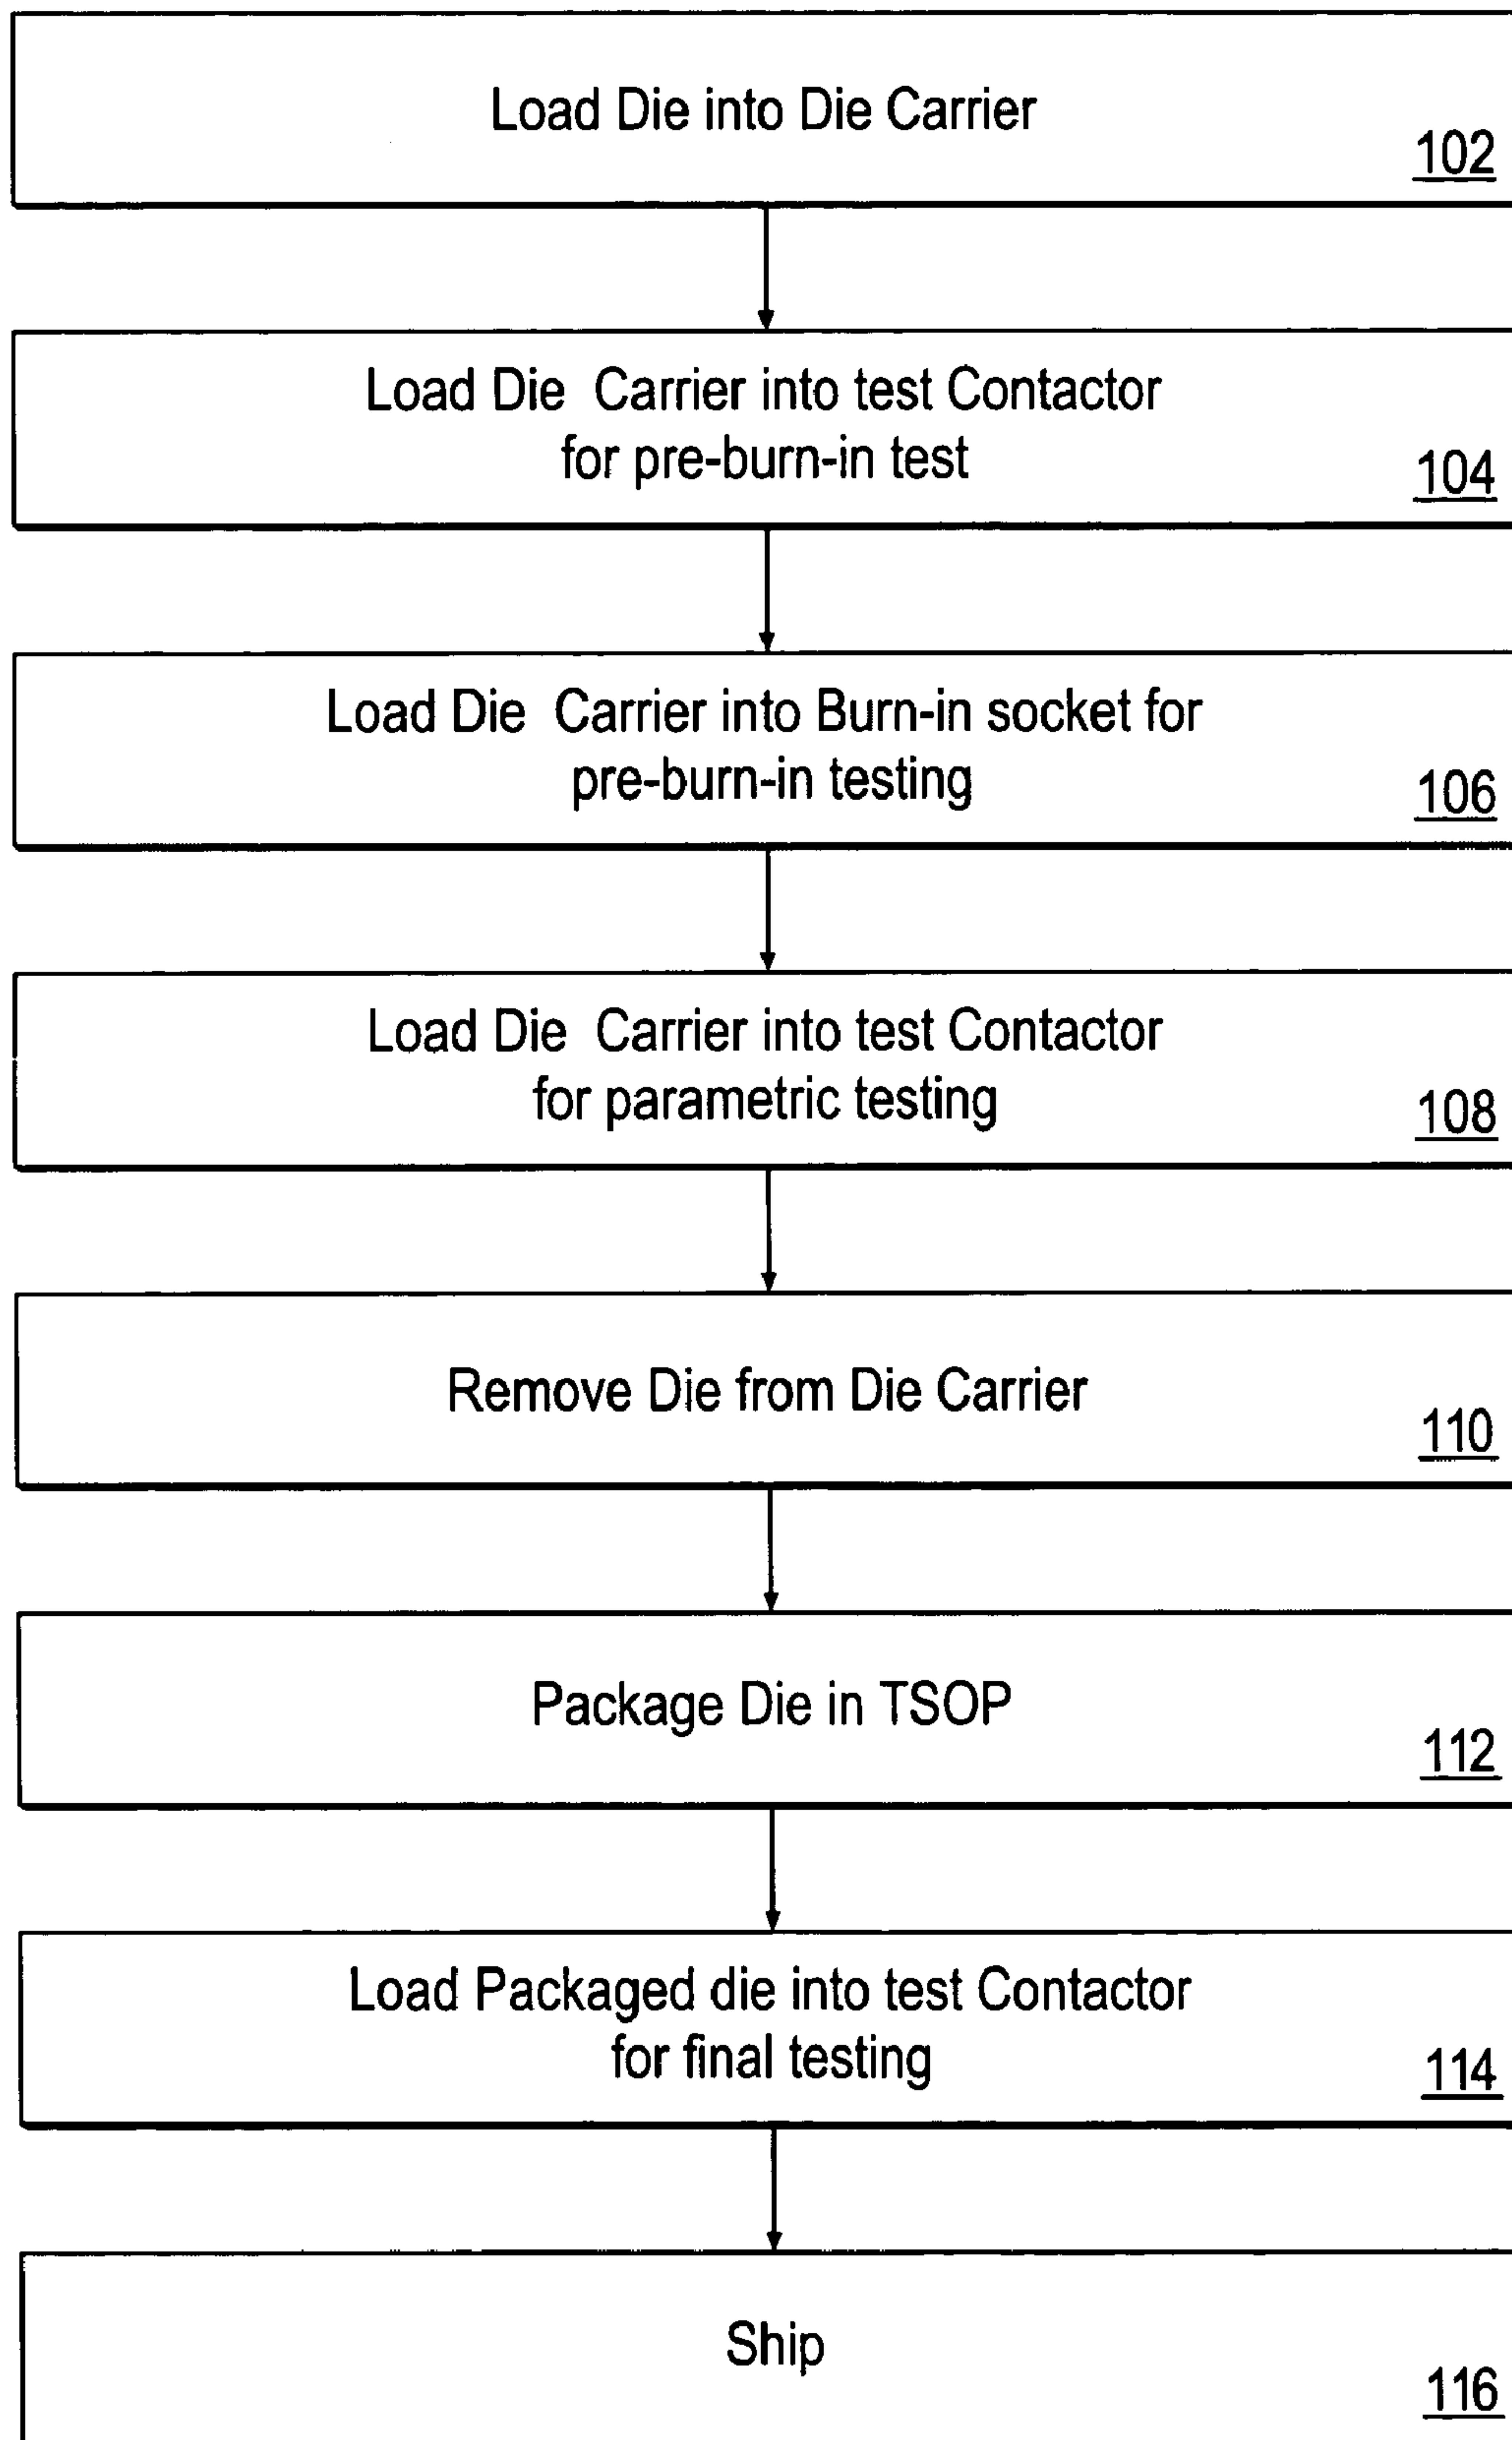 Load Die into Die Carrier
102
Load Die Carrier into test Contactor
for pre-burn-in test
104
Load Die Carrier into Burn-in socket for
pre-burn-in testing
106
Load Die Carrier into test Contactor
for parametric testing
108
Remove Die from Die Carrier
110
Package Die in TSOP
112
Load Packaged die into test Contactor
for final testing
114
Ship
116